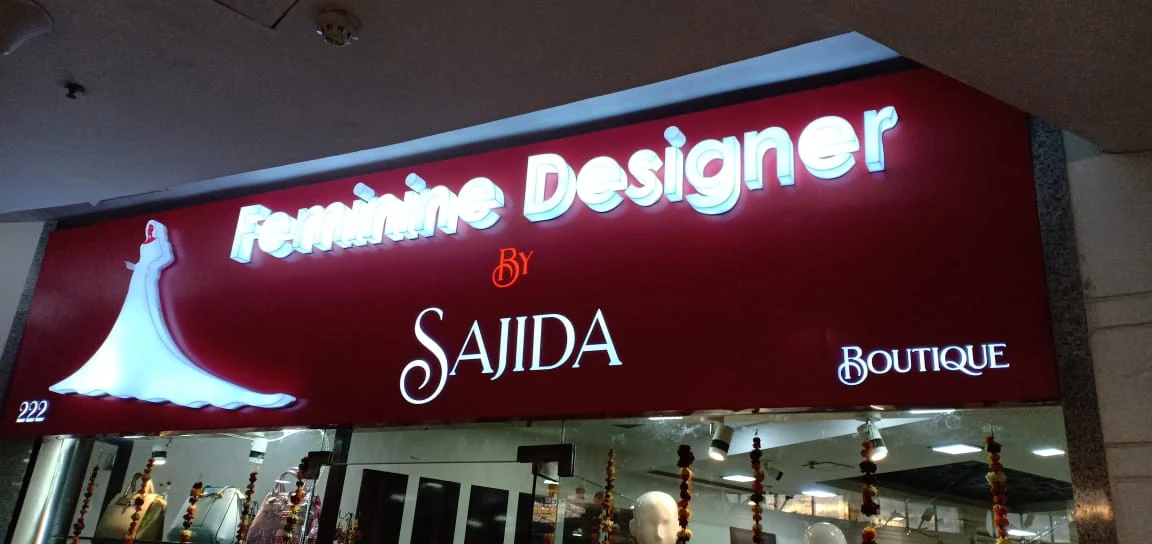 Feminine Designer
By
SAJIDA
BOUTIQUE
222